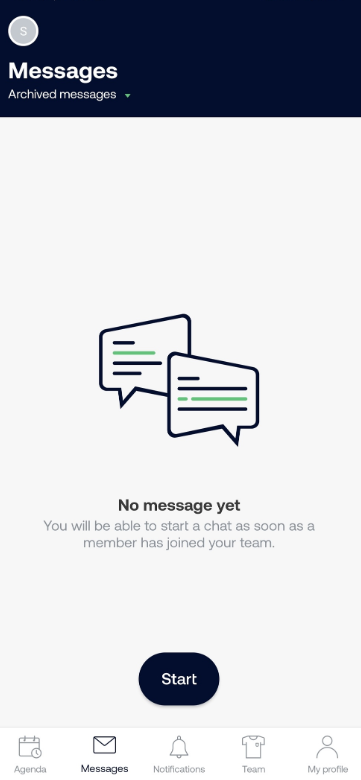 S
Messages
Archived messages
No message yet
You will be able to start a chat as soon as a
member has joined your team.
Start
Agenda
Messages
Notifications
Team
My profile